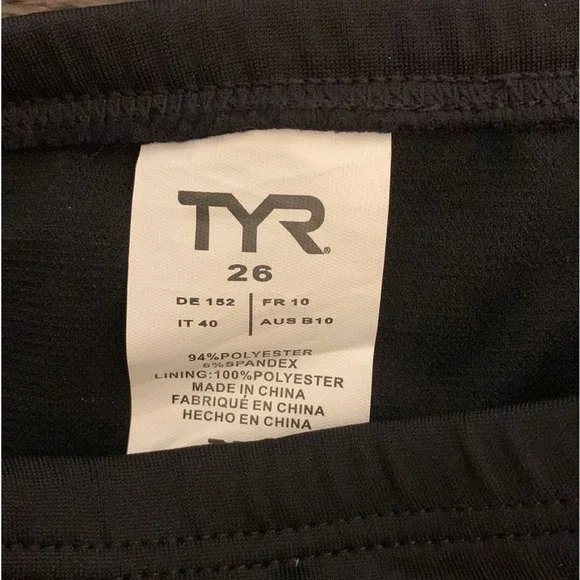 TYR®
26
DE 152 | FR 10
IT 40 | AUS B10
94%POLYESTER
6%SPANDEX
LINING:100%POLYESTER
MADE IN CHINA
FABRIQUÉ EN CHINA
HECHO EN CHINA